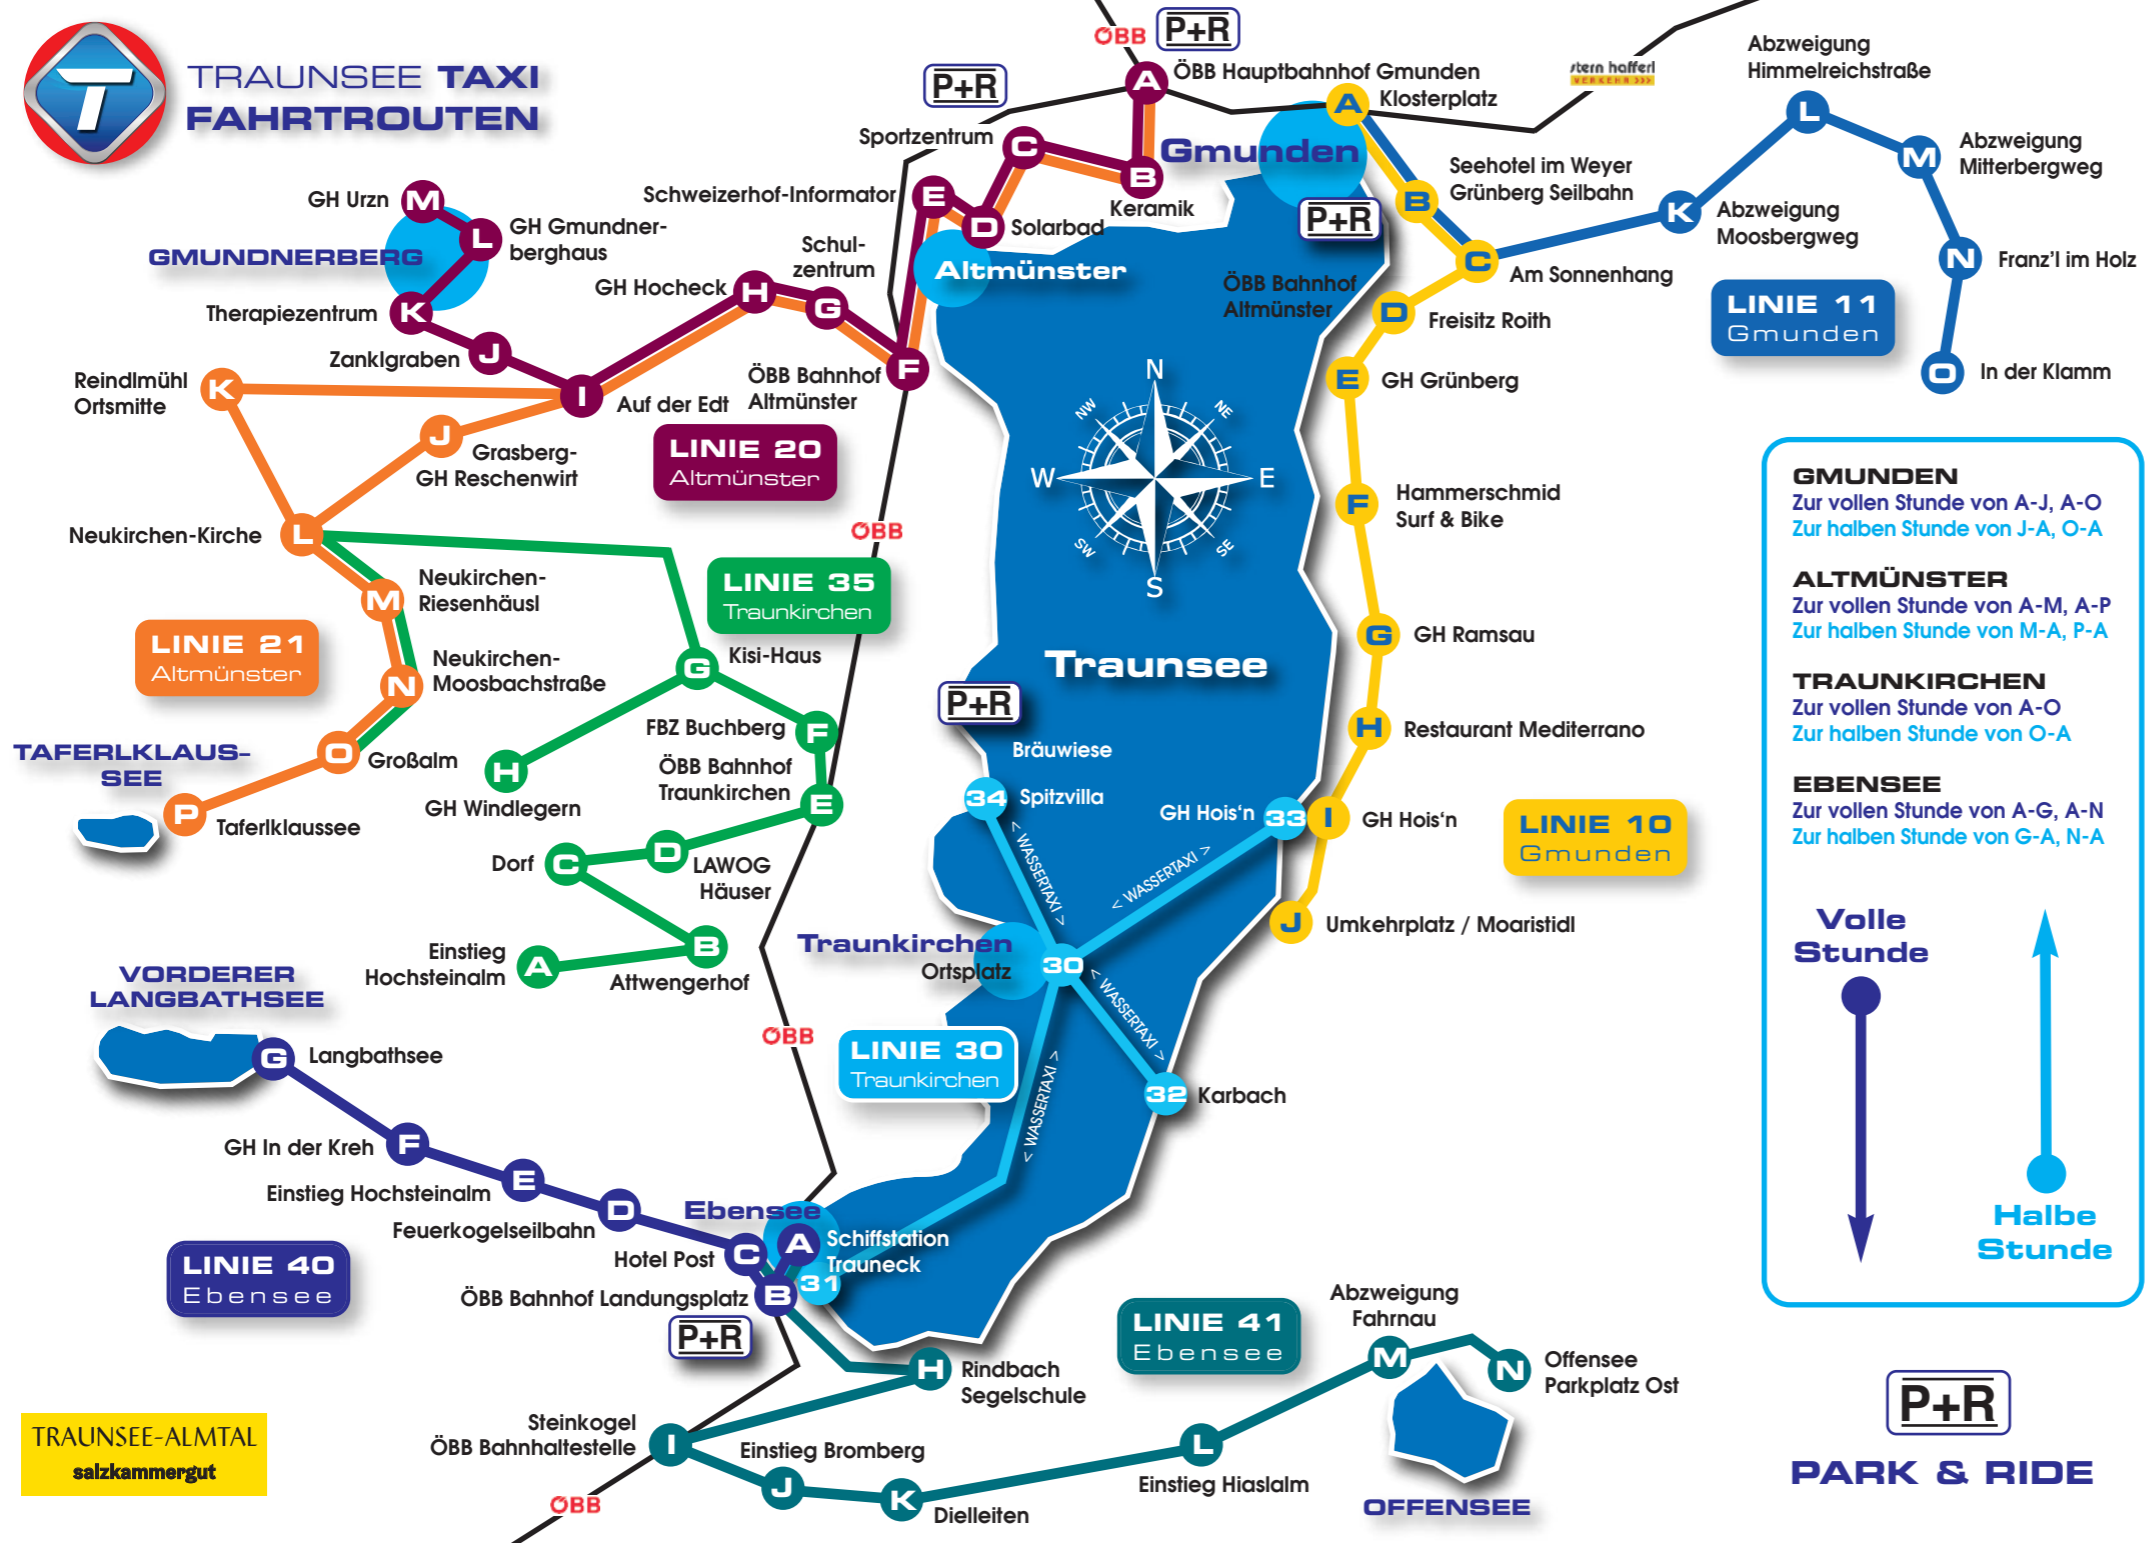 TRAUNSEE TAXI
FAHRTROUTEN
T
ÖBB
P+R
P+R
A
ÖBB Hauptbahnhof Gmunden
A
Klosterplatz
stern hafferl
VERKEHR >>>
Abzweigung
Himmelreichstraße
L
Sportzentrum
C
B
Keramik
Gmunden
P+R
Seehotel im Weyer
Grünberg Seilbahn
B
M
Abzweigung
Mitterbergweg
K
Abzweigung
Moosbergweg
GH Urzn
M
GMUNDNERBERG
L
GH Gmundner-
berghaus
Schweizerhof-Informator
E
D
Solarbad
Altmünster
C
Am Sonnenhang
N
Franz'l im Holz
LINIE 11
Gmunden
O
In der Klamm
Therapiezentrum
K
Zanklgraben
J
GH Hocheck
H
Schul-
zentrum
G
ÖBB Bahnhof
Altmünster
F
ÖBB Bahnhof
Altmünster
D
Freisitz Roith
E
GH Grünberg
Reindlmühl
Ortsmitte
K
I
Auf der Edt
J
Grasberg-
GH Reschenwirt
LINIE 20
Altmünster
N
NE
E
SE
S
SW
W
NW
F
Hammerschmid
Surf & Bike
Neukirchen-Kirche
L
ÖBB
M
Neukirchen-
Riesenhäusl
LINIE 35
Traunkirchen
LINIE 21
Altmünster
N
Neukirchen-
Moosbachstraße
G
Kisi-Haus
Traunsee
G
GH Ramsau
P+R
TAFERLKLAUS-
SEE
O
Großalm
P
Taferlklaussee
H
GH Windlegern
FBZ Buchberg
F
ÖBB Bahnhof
Traunkirchen
E
Bräuwiese
34
Spitzvilla
GH Hois'n
33
I
GH Hois'n
H
Restaurant Mediterrano
LINIE 10
Gmunden
J
Umkehrplatz / Moaristidl
Dorf
C
D
LAWOG
Häuser
Einstieg
Hochsteinalm
A
B
Attwengerhof
< WASSERTAXI >
< WASSERTAXI >
Traunkirchen
Ortsplatz
30
< WASSERTAXI >
< WASSERTAXI >
32
Karbach
ÖBB
LINIE 30
Traunkirchen
VORDERER
LANGBATHSEE
G
Langbathsee
GH In der Kreh
F
Einstieg Hochsteinalm
E
Feuerkogelseilbahn
D
Ebensee
A
Schiffstation
Trauneck
Hotel Post
C
31
ÖBB Bahnhof Landungsplatz
B
P+R
LINIE 40
Ebensee
LINIE 41
Ebensee
H
Rindbach
Segelschule
Steinkogel
ÖBB Bahnhaltestelle
I
Einstieg Bromberg
J
K
Dielleiten
L
Einstieg Hiaslalm
Abzweigung
Fahrnau
M
N
Offensee
Parkplatz Ost
OFFENSEE
ÖBB
TRAUNSEE-ALMTAL
salzkammergut
GMUNDEN
Zur vollen Stunde von A-J, A-O
Zur halben Stunde von J-A, O-A
ALTMÜNSTER
Zur vollen Stunde von A-M, A-P
Zur halben Stunde von M-A, P-A
TRAUNKIRCHEN
Zur vollen Stunde von A-O
Zur halben Stunde von O-A
EBENSEE
Zur vollen Stunde von A-G, A-N
Zur halben Stunde von G-A, N-A
Volle
Stunde
Halbe
Stunde
P+R
PARK & RIDE